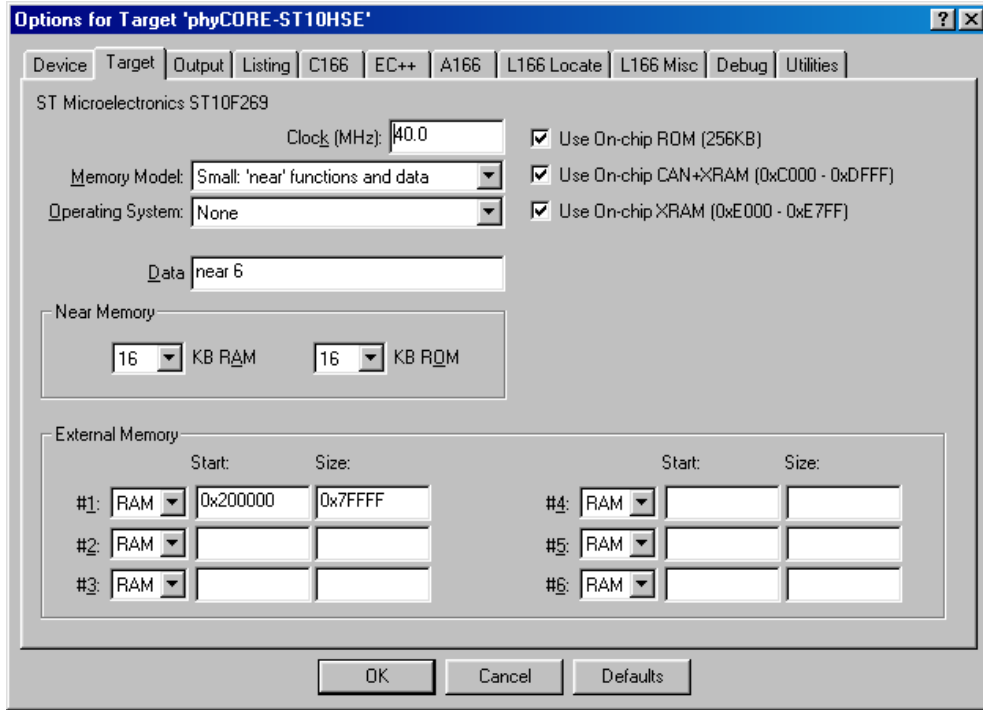 Options for Target 'phyCORE-ST10HSE'
Device Target Output Listing C166 EC++ A166 L166 Locate L166 Misc Debug Utilities
ST Microelectronics ST10F269
Clock (MHz): 40.0
Use On-chip ROM (256KB)
Memory Model: Small: 'near' functions and data
Use On-chip CAN+XRAM (0xC000 - 0xDFFF)
Operating System: None
Use On-chip XRAM (0xE000 - 0xE7FF)
Data near 6
Near Memory
16 KB RAM 16 KB ROM
External Memory
Start: Size: Start: Size:
#1: RAM 0x200000 0x7FFFF #4: RAM
#2: RAM #5: RAM
#3: RAM #6: RAM
OK Cancel Defaults